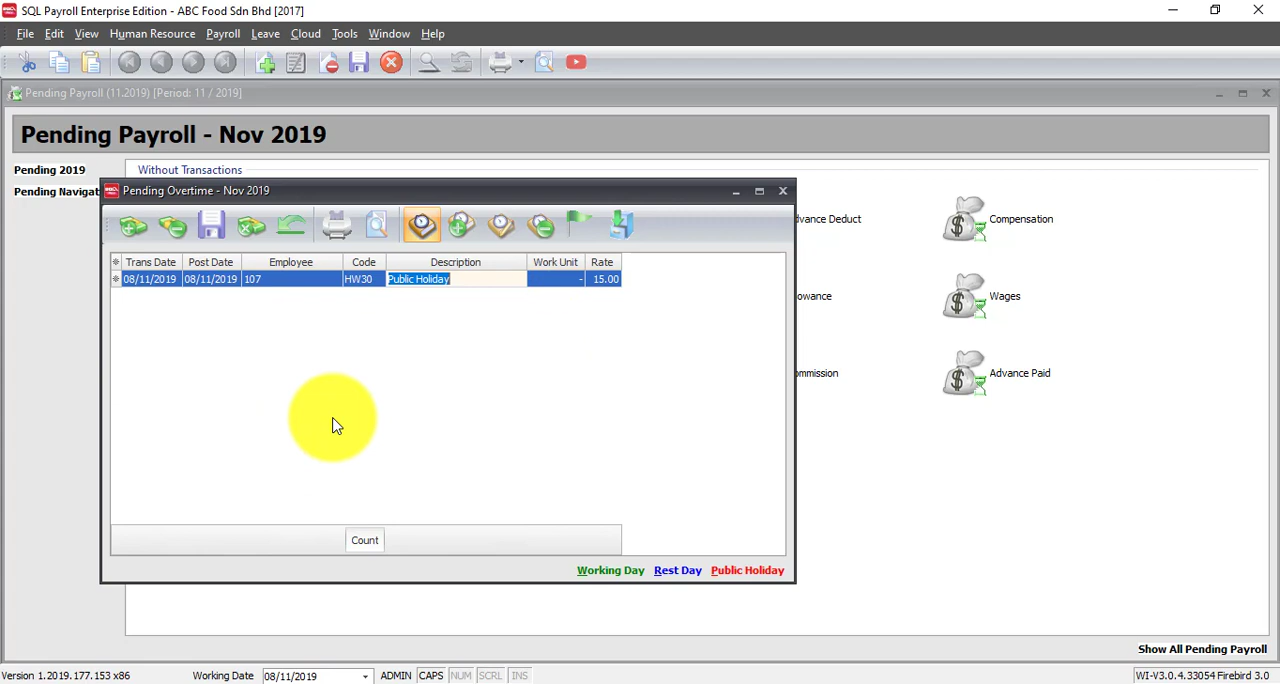 SQL Payroll Enterprise Edition - ABC Food Sdn Bhd [2017]
File Edit View Human Resource Payroll Leave Cloud Tools Window Help
Pending Payroll (11.2019) [Period: 11 / 2019]
Pending Payroll - Nov 2019
Pending 2019
Without Transactions
Pending Navigat
Pending Overtime - Nov 2019
dvance Deduct
Compensation
Trans Date Post Date Employee Code Description Work Unit Rate
08/11/2019 08/11/2019 107 HW30 Public Holiday - 15.00
lowance
Wages
ommission
Advance Paid
Count
Working Day Rest Day Public Holiday
Show All Pending Payroll
Version 1.2019.177.153 x86 Working Date 08/11/2019 ADMIN CAPS NUM SCRL INS WI-V3.0.4.33054 Firebird 3.0